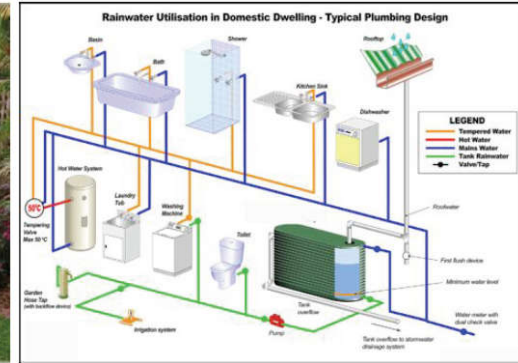 Rainwater Utilisation in Domestic Dwelling - Typical Plumbing Design
Basin
Bath
Shower
Kitchen Sink
Rooftop
Dishwasher
LEGEND
Tempered Water
Hot Water
Mains Water
Tank Rainwater
Valve/Tap
Hot Water System
50°C
Tempering
Valve
Max 50°C
Laundry
Tub
Washing
Machine
Toilet
Roofwater
First flush device
Minimum water level
Garden
Hose Tap
(with backflow device)
Irrigation system
Pump
Tank
overflow
Tank overflow to stormwater
drainage system
Water meter with
dual check valve